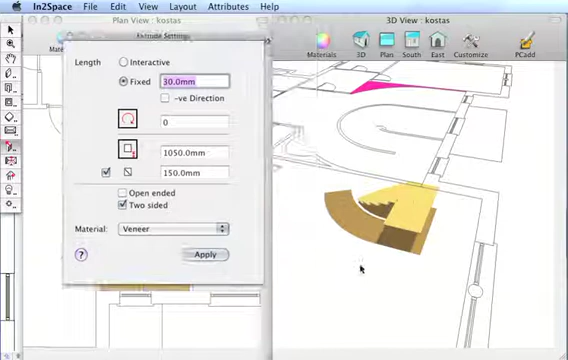 In2Space File Edit View Layout Attributes Help
Plan View : kostas
3D View : kostas
Extrude Settings
Materials 3D Plan South East Customize PCadd
Length Interactive
Fixed 30.0mm
-ve Direction
0
1050.0mm
150.0mm
Open ended
Two sided
Material: Veneer
? Apply